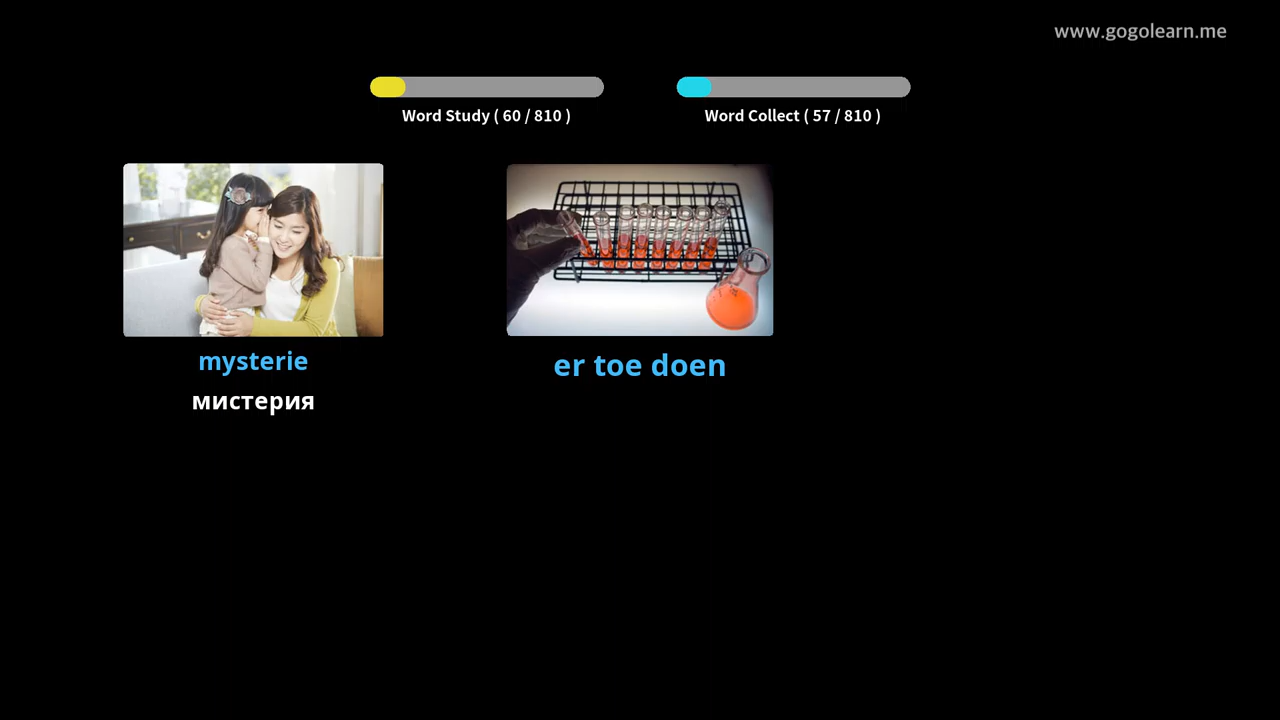 www.gogolearn.me
Word Study ( 60 / 810 )
Word Collect ( 57 / 810 )
mysterie
мистерия
er toe doen